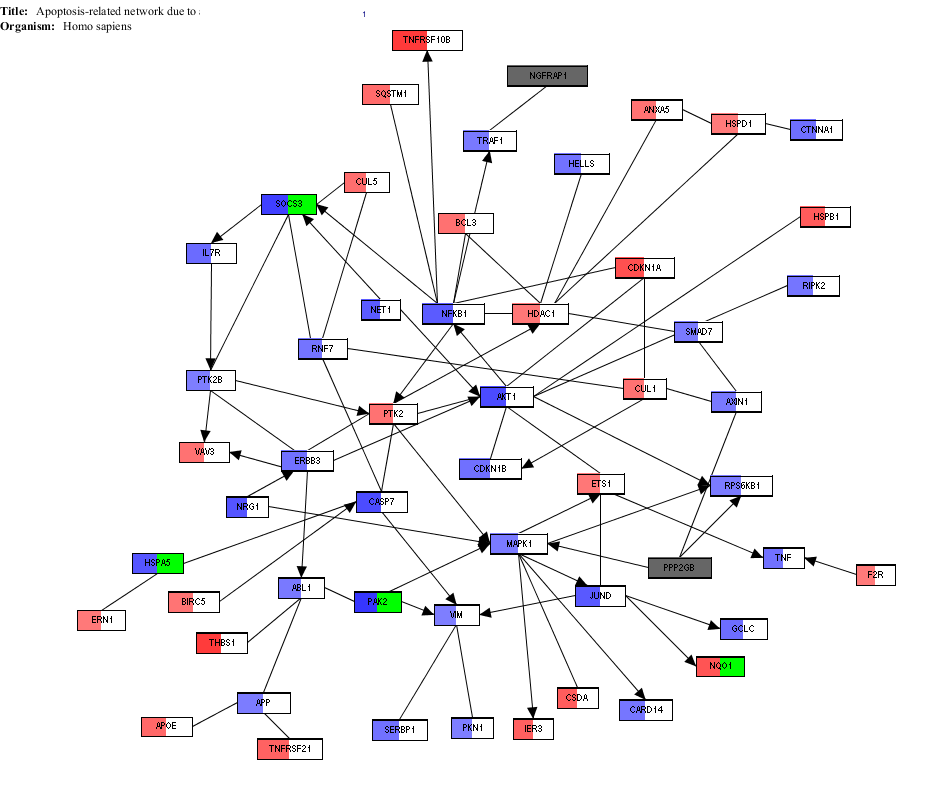 Title: Apoptosis-related network due to
Organism: Homo sapiens
1
TNFRSF10B
NGFRAP1
SQSTM1
ANXA5
HSPD1
CTNNA1
TRAF1
HELLS
CUL5
SOCS3
BCL3
HSPB1
IL7R
CDKN1A
RIPK2
NET1
NFKB1
HDAC1
SMAD7
RNF7
PTK2B
CUL1
AKT1
AXIN1
PTK2
VAV3
ERBB3
CDKN1B
ETS1
RPS6KB1
NRG1
CASP7
MAPK1
HSPA5
PPP2GB
TNF
F2R
ABL1
BIRC5
PAK2
JUND
VIM
ERN1
GCLC
THBS1
NQO1
CSDA
APP
CARD14
APOE
SERBP1
PKN1
IER3
TNFRSF21